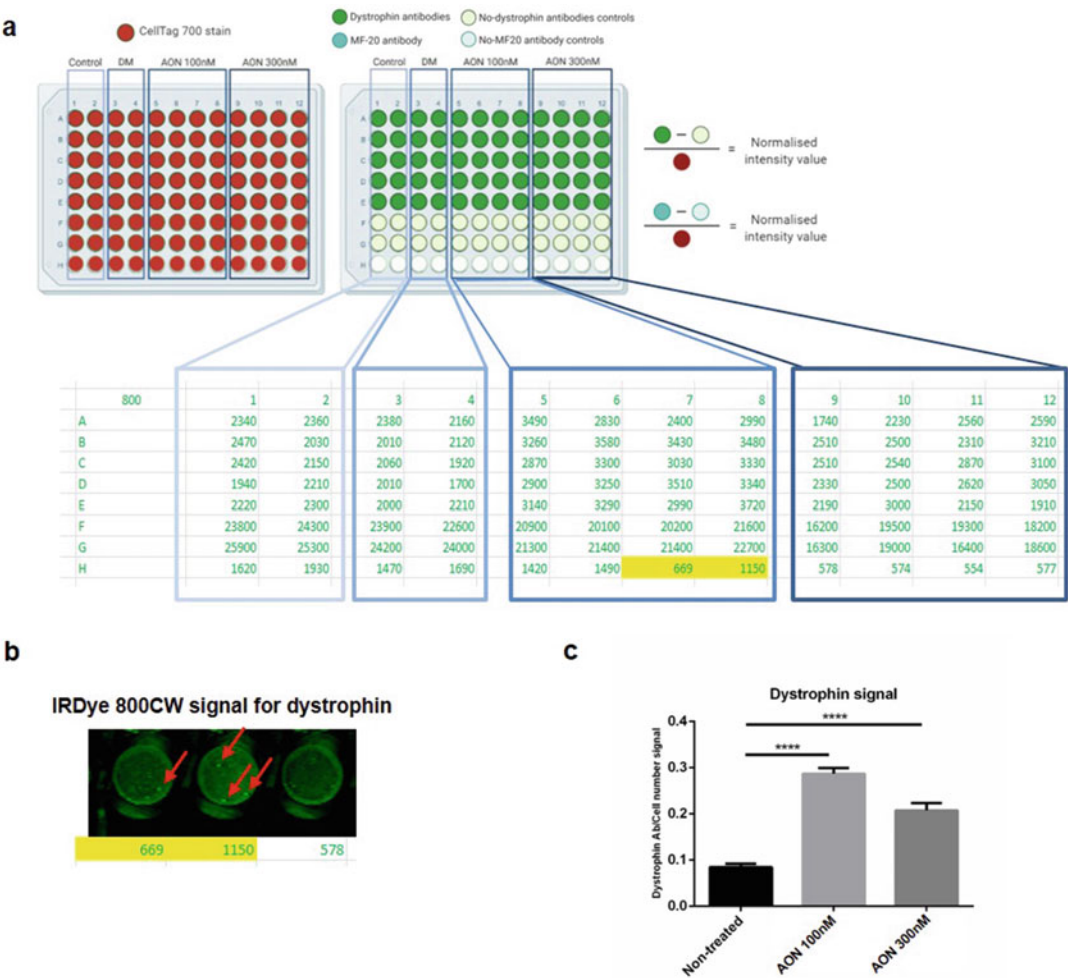 a
CellTag 700 stain
Dystrophin antibodies
No-dystrophin antibodies controls
MF-20 antibody
No-MF20 antibody controls
Control DM AON 100nM AON 300nM
Control DM AON 100nM AON 300nM
1 2 3 4 5 6 7 8 9 10 11 12
1 2 3 4 5 6 7 8 9 10 11 12
A
B
C
D
E
F
G
H
A
B
C
D
E
F
G
H
– = Normalised
intensity value
– = Normalised
intensity value
800 1 2 3 4 5 6 7 8 9 10 11 12
A 2340 2360 2380 2160 3490 2830 2400 2990 1740 2230 2560 2590
B 2470 2030 2010 2120 3260 3580 3430 3480 2510 2500 2310 3210
C 2420 2150 2060 1920 2870 3300 3030 3330 2510 2540 2870 3100
D 1940 2210 2010 1700 2900 3250 3510 3340 2330 2500 2620 3050
E 2220 2300 2000 2210 3140 3290 2990 3720 2190 3000 2150 1910
F 23800 24300 23900 22600 20900 20100 20200 21600 16200 19500 19300 18200
G 25900 25300 24200 24000 21300 21400 21400 22700 16300 19000 16400 18600
H 1620 1930 1470 1690 1420 1490 669 1150 578 574 554 577
b
IRDye 800CW signal for dystrophin
669 1150 578
c
Dystrophin signal
Dystrophin Ab/Cell number signal
0.4
0.3
0.2
0.1
0.0
****
****
Non-treated
AON 100nM
AON 300nM